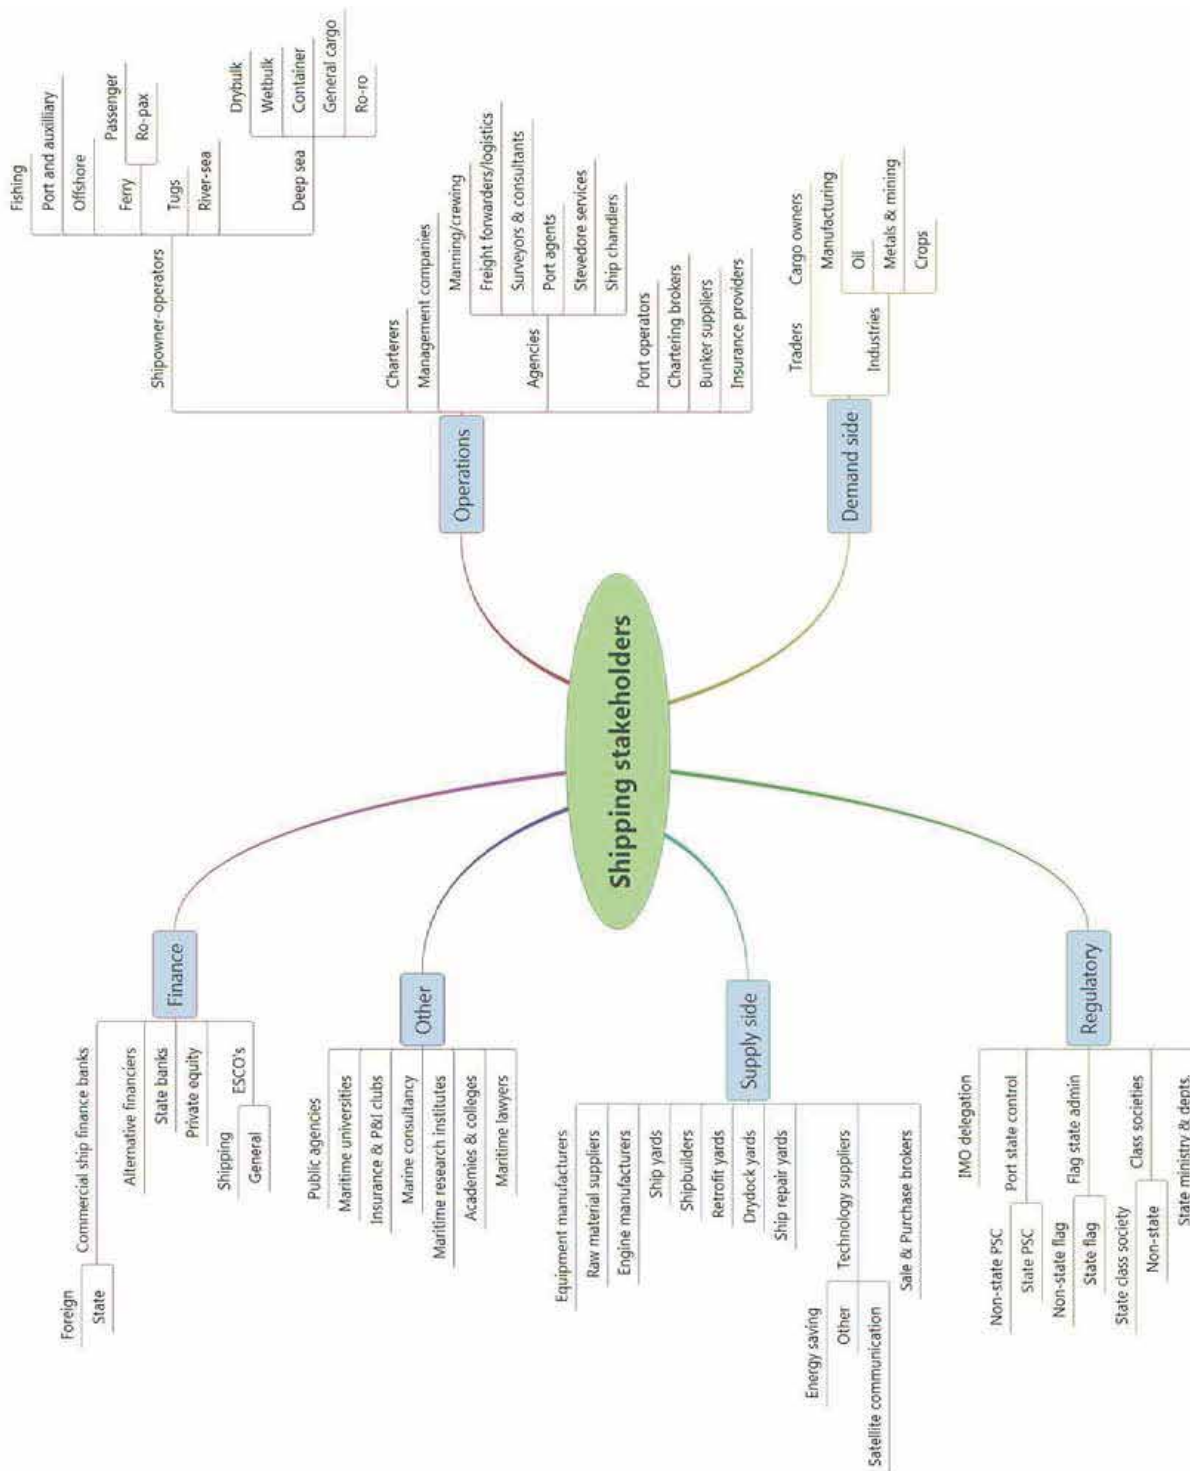 Shipping stakeholders
Finance
Commercial ship finance banks
Foreign
State
Alternative financiers
State banks
Private equity
ESCO's
Shipping
General
Other
Public agencies
Maritime universities
Insurance & P&I clubs
Marine consultancy
Maritime research institutes
Academies & colleges
Maritime lawyers
Supply side
Equipment manufacturers
Raw material suppliers
Engine manufacturers
Ship yards
Shipbuilders
Retrofit yards
Drydock yards
Ship repair yards
Technology suppliers
Energy saving
Other
Satellite communication
Sale & Purchase brokers
Regulatory
IMO delegation
Port state control
Non-state PSC
State PSC
Flag state admin
Non-state flag
State flag
Class societies
State class society
Non-state
State ministry & depts.
Operations
Shipowner-operators
Fishing
Port and auxilliary
Offshore
Ferry
Passenger
Ro-pax
Tugs
River-sea
Deep sea
Drybulk
Wetbulk
Container
General cargo
Ro-ro
Charterers
Management companies
Agencies
Manning/crewing
Freight forwarders/logistics
Surveyors & consultants
Port agents
Stevedore services
Ship chandlers
Port operators
Chartering brokers
Bunker suppliers
Insurance providers
Demand side
Traders
Cargo owners
Industries
Manufacturing
Oil
Metals & mining
Crops